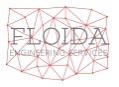 FLOIDA
ENGINEERING SERVICES